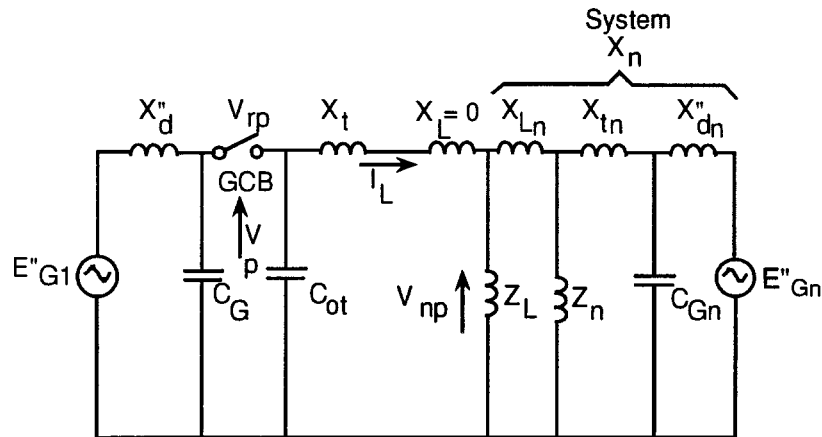 System
X_n
X"_d
V_rp
X_t
X_L = 0
X_Ln
X_tn
X"_dn
GCB
I_L
V_p
E"_G1
C_G
C_ot
V_np
Z_L
Z_n
C_Gn
E"_Gn